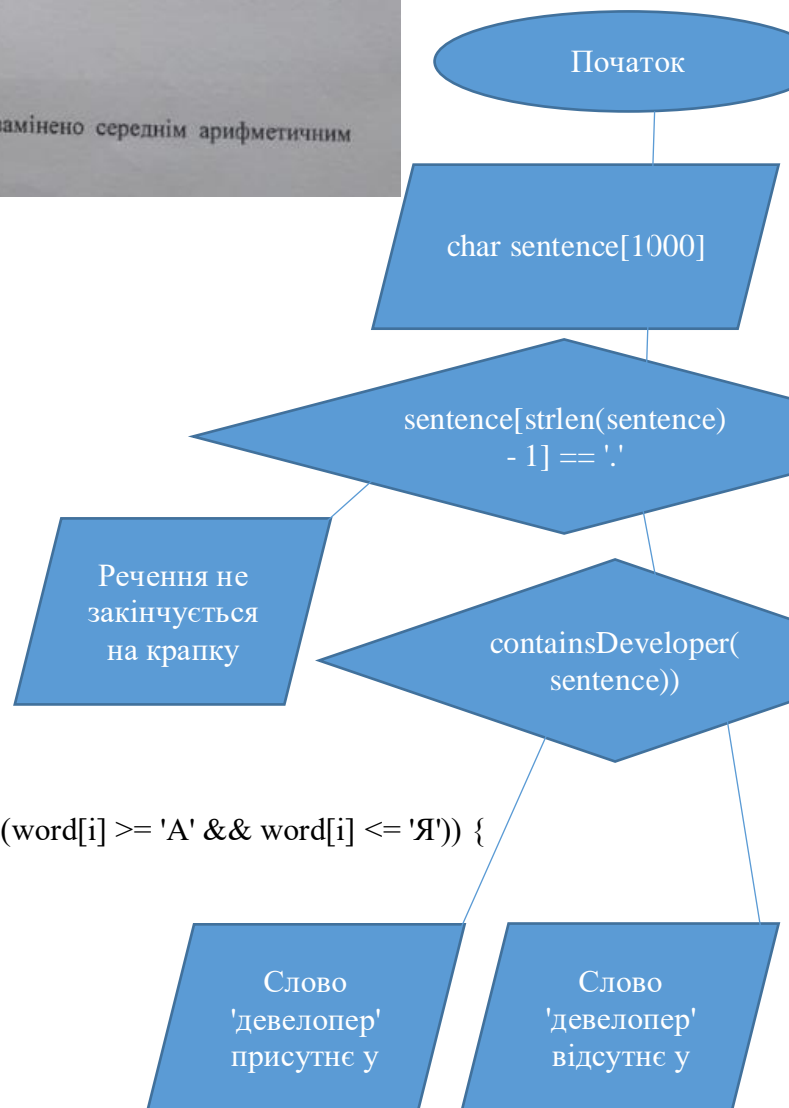 замінено середнім арифметичним
Початок
char sentence[1000]
sentence[strlen(sentence)
- 1] == '.'
Речення не
закінчується
на крапку
containsDeveloper(
sentence))
(word[i] >= 'А' && word[i] <= 'Я')) {
Слово
'девелопер'
присутнє у
Слово
'девелопер'
відсутнє у